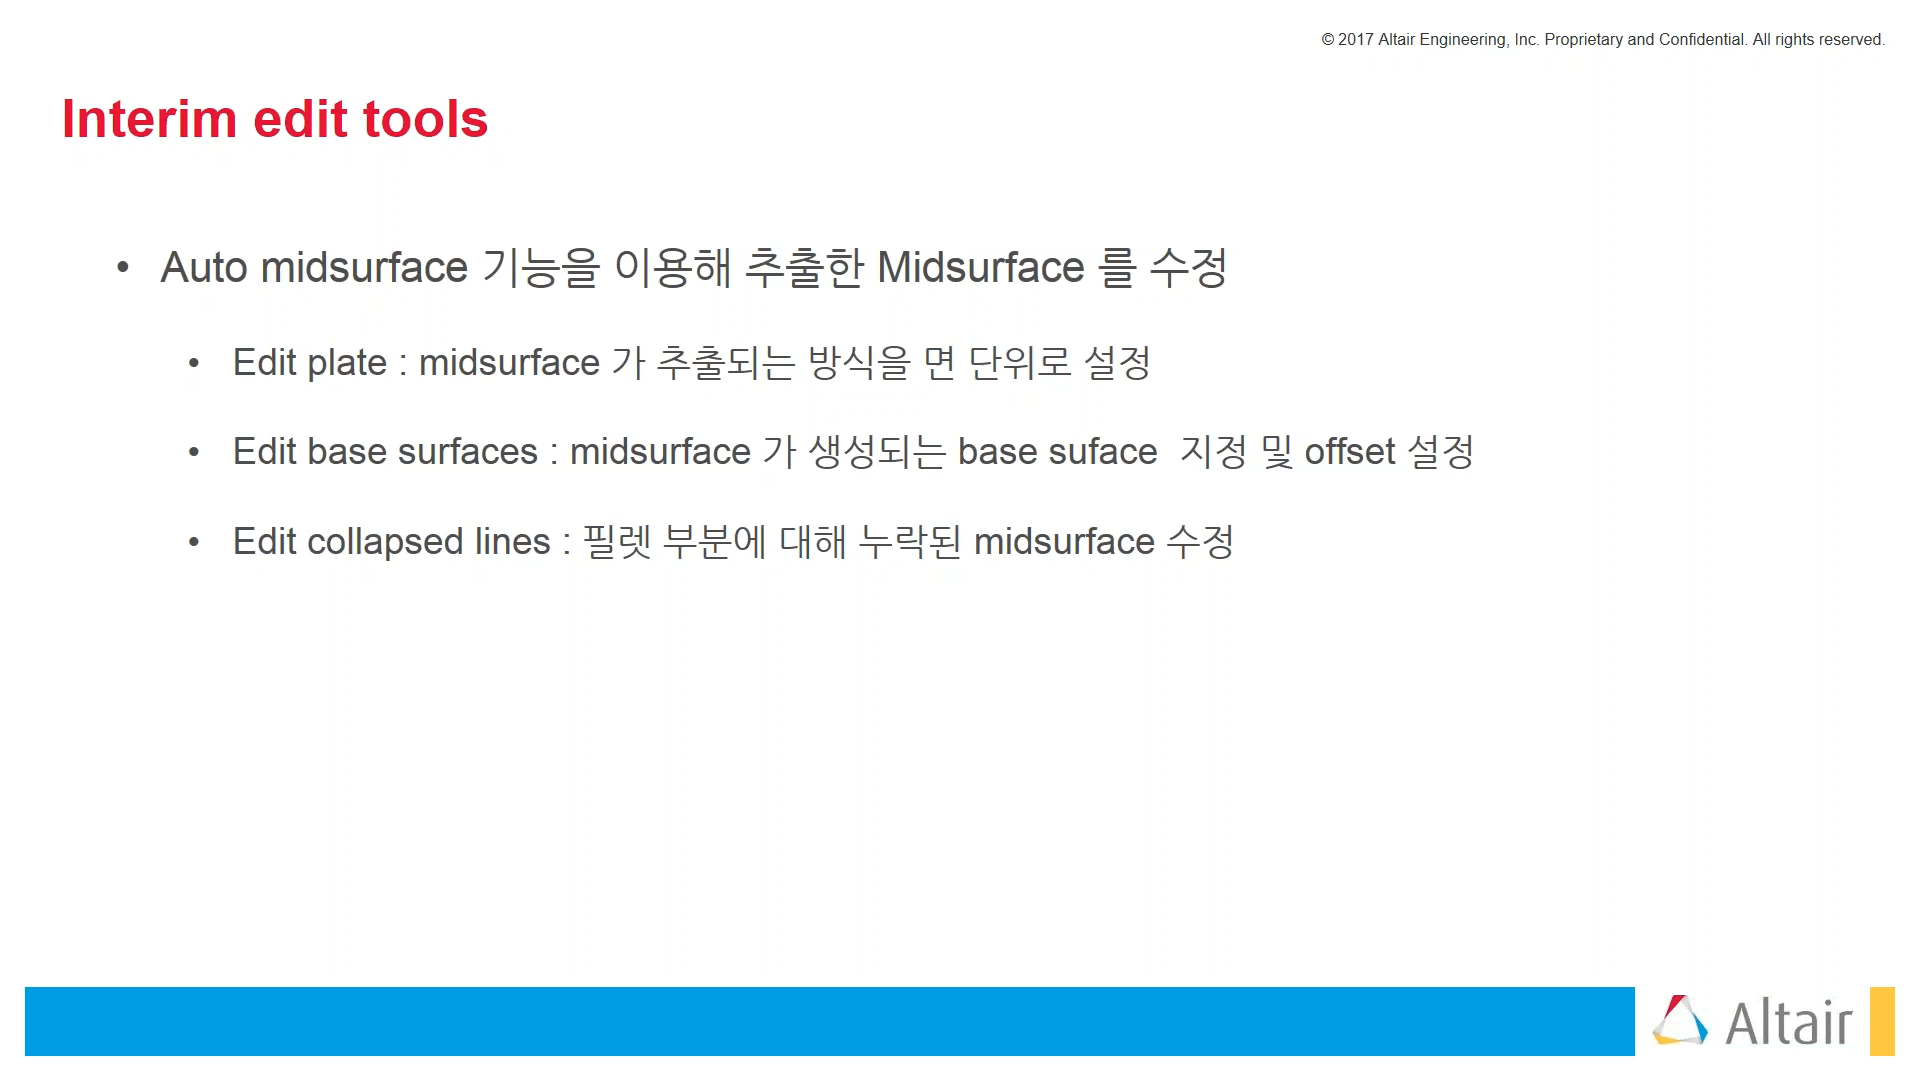 © 2017 Altair Engineering, Inc. Proprietary and Confidential. All rights reserved.
Interim edit tools
• Auto midsurface 기능을 이용해 추출한 Midsurface 를 수정
• Edit plate : midsurface 가 추출되는 방식을 면 단위로 설정
• Edit base surfaces : midsurface 가 생성되는 base suface  지정 및 offset 설정
• Edit collapsed lines : 필렛 부분에 대해 누락된 midsurface 수정
Altair